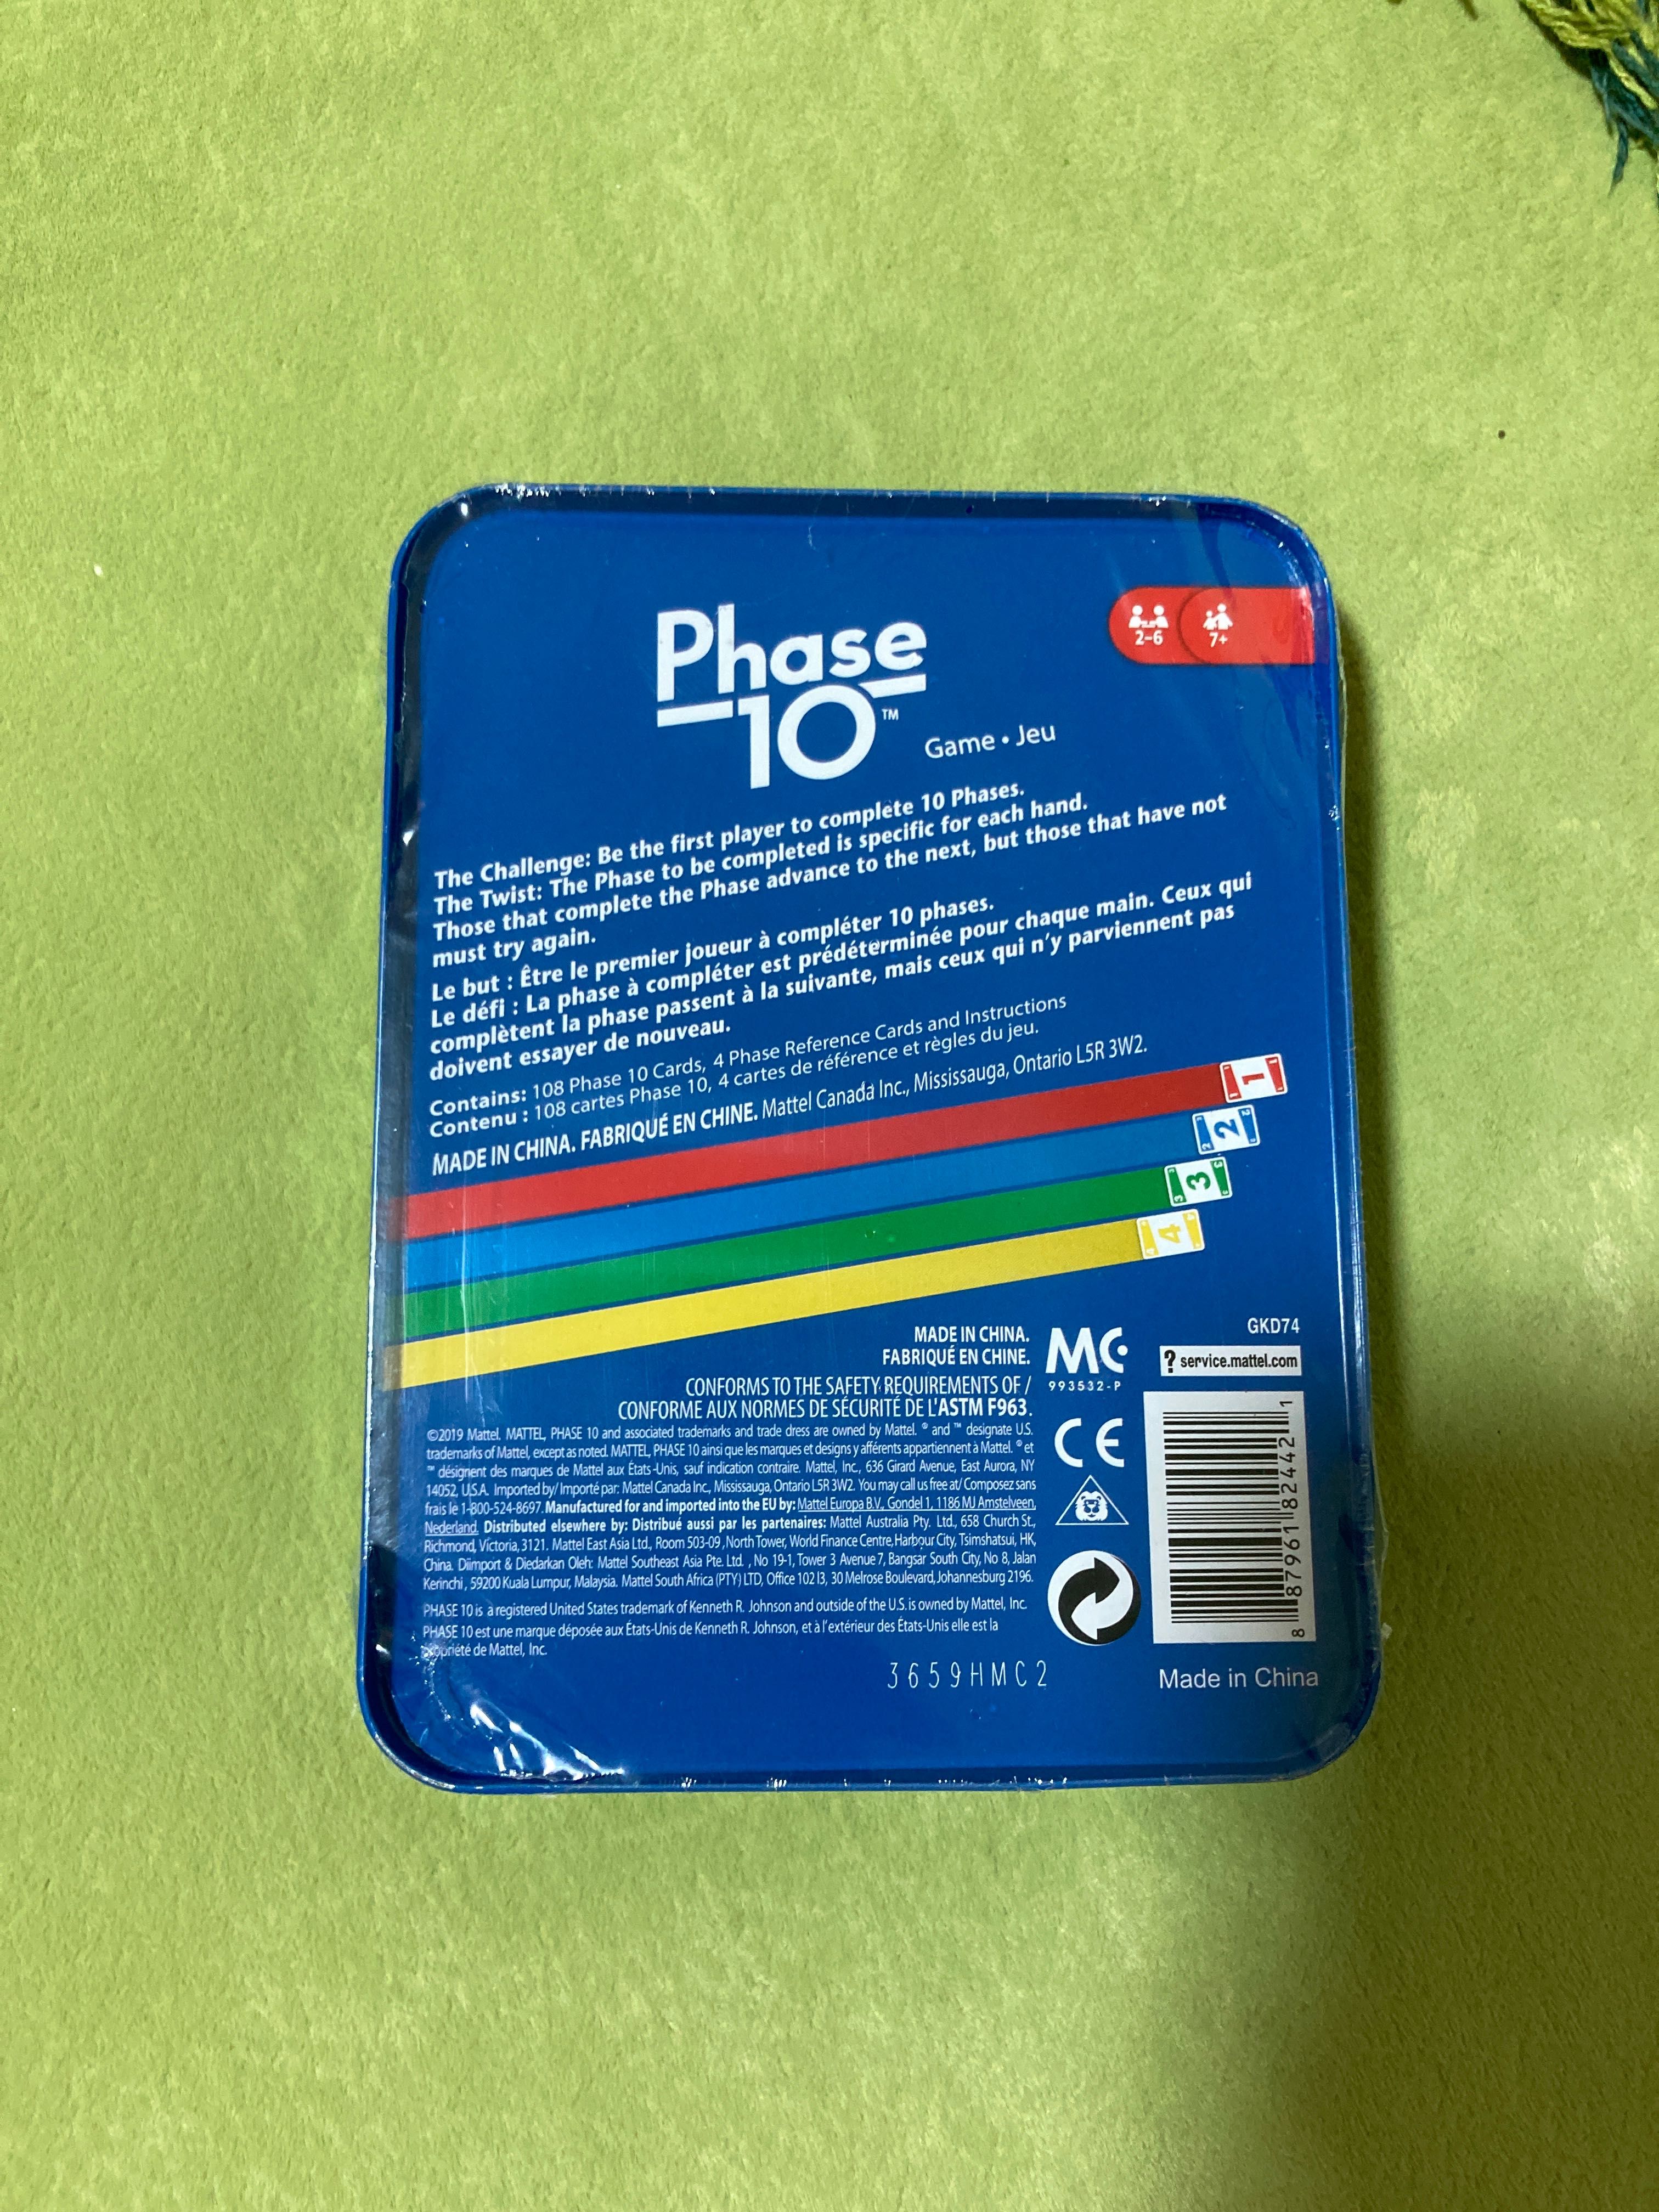 Phase
10™
Game • Jeu
2-6
7+
The Challenge: Be the first player to complete 10 Phases.
The Twist: The Phase to be completed is specific for each hand.
Those that complete the Phase advance to the next, but those that have not
must try again.
Le but : Être le premier joueur à compléter 10 phases.
Le défi : La phase à compléter est prédéterminée pour chaque main. Ceux qui
complètent la phase passent à la suivante, mais ceux qui n'y parviennent pas
doivent essayer de nouveau.
Contains: 108 Phase 10 Cards, 4 Phase Reference Cards and Instructions
Contenu : 108 cartes Phase 10, 4 cartes de référence et règles du jeu.
MADE IN CHINA. FABRIQUÉ EN CHINE. Mattel Canada Inc., Mississauga, Ontario L5R 3W2.
1
2
3
4
MADE IN CHINA.
FABRIQUÉ EN CHINE.
CONFORMS TO THE SAFETY REQUIREMENTS OF /
CONFORME AUX NORMES DE SÉCURITÉ DE L'ASTM F963.
©2019 Mattel. MATTEL, PHASE 10 and associated trademarks and trade dress are owned by Mattel. ® and ™ designate U.S.
trademarks of Mattel, except as noted. MATTEL, PHASE 10 ainsi que les marques et designs y afférents appartiennent à Mattel. ® et
™ désignent des marques de Mattel aux États-Unis, sauf indication contraire. Mattel, Inc., 636 Girard Avenue, East Aurora, NY
14052, U.S.A. Imported by/ Importé par: Mattel Canada Inc., Mississauga, Ontario L5R 3W2. You may call us free at/ Composez sans
frais le 1-800-524-8697. Manufactured for and imported into the EU by: Mattel Europa B.V., Gondel 1, 1186 MJ Amstelveen,
Nederland. Distributed elsewhere by: Distribué aussi par les partenaires: Mattel Australia Pty. Ltd., 658 Church St.,
Richmond, Victoria, 3121. Mattel East Asia Ltd., Room 503-09, North Tower, World Finance Centre, Harbour City, Tsimshatsui, HK,
China. Diimport & Diedarkan Oleh: Mattel Southeast Asia Pte. Ltd. , No 19-1, Tower 3 Avenue 7, Bangsar South City, No 8, Jalan
Kerinchi, 59200 Kuala Lumpur, Malaysia. Mattel South Africa (PTY) LTD, Office 102 I3, 30 Melrose Boulevard, Johannesburg 2196.
PHASE 10 is a registered United States trademark of Kenneth R. Johnson and outside of the U.S. is owned by Mattel, Inc.
PHASE 10 est une marque déposée aux États-Unis de Kenneth R. Johnson, et à l'extérieur des États-Unis elle est la
propriété de Mattel, Inc.
MC
993532-P
CE
GKD74
? service.mattel.com
8 87961 82442 1
3659HMC2
Made in China